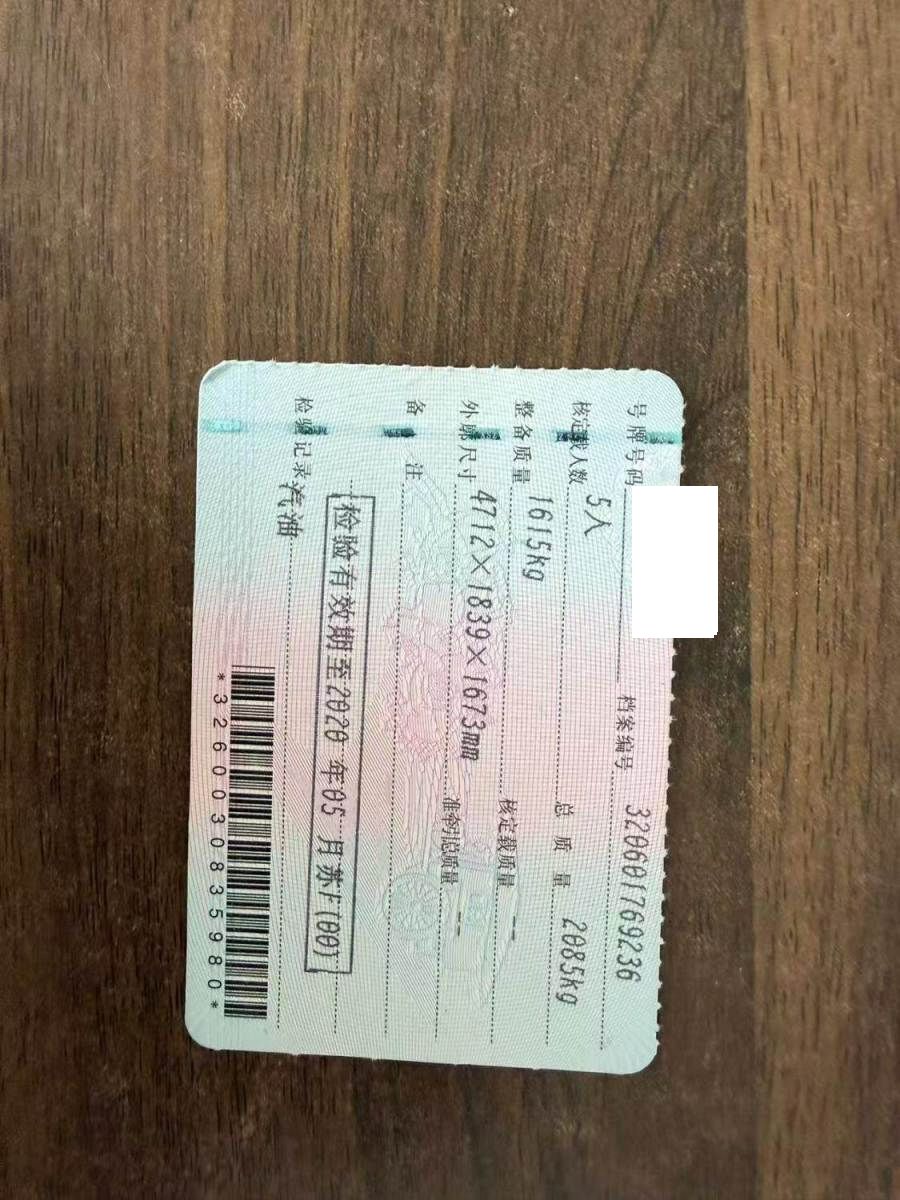 号牌号码 档案编号 320601769236
核定载人数 5人 总质量 2085kg
整备质量 1615kg 核定载质量 --
外廓尺寸 4712×1839×1673mm 准牵引总质量 --
备注
检验有效期至2020年05月苏F(00)
检验记录 汽油
*3260030835980*